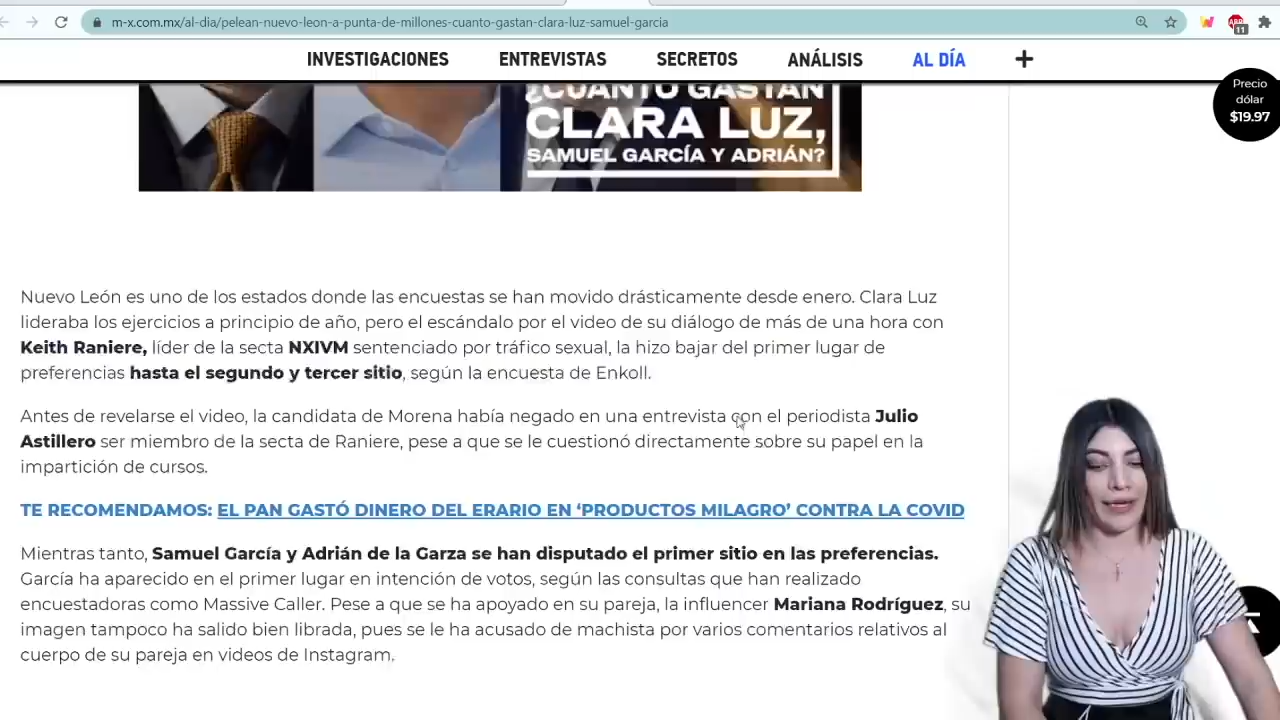 m-x.com.mx/al-dia/pelean-nuevo-leon-a-punta-de-millones-cuanto-gastan-clara-luz-samuel-garcia
11
INVESTIGACIONES ENTREVISTAS SECRETOS ANÁLISIS AL DÍA +
Precio
dólar
$19.97
¿CUÁNTO GASTAN
CLARA LUZ,
SAMUEL GARCÍA Y ADRIÁN?
Nuevo León es uno de los estados donde las encuestas se han movido drásticamente desde enero. Clara Luz
lideraba los ejercicios a principio de año, pero el escándalo por el video de su diálogo de más de una hora con
Keith Raniere, líder de la secta NXIVM sentenciado por tráfico sexual, la hizo bajar del primer lugar de
preferencias hasta el segundo y tercer sitio, según la encuesta de Enkoll.
Antes de revelarse el video, la candidata de Morena había negado en una entrevista con el periodista Julio
Astillero ser miembro de la secta de Raniere, pese a que se le cuestionó directamente sobre su papel en la
impartición de cursos.
TE RECOMENDAMOS: EL PAN GASTÓ DINERO DEL ERARIO EN ‘PRODUCTOS MILAGRO’ CONTRA LA COVID
Mientras tanto, Samuel García y Adrián de la Garza se han disputado el primer sitio en las preferencias.
García ha aparecido en el primer lugar en intención de votos, según las consultas que han realizado
encuestadoras como Massive Caller. Pese a que se ha apoyado en su pareja, la influencer Mariana Rodríguez, su
imagen tampoco ha salido bien librada, pues se le ha acusado de machista por varios comentarios relativos al
cuerpo de su pareja en videos de Instagram.